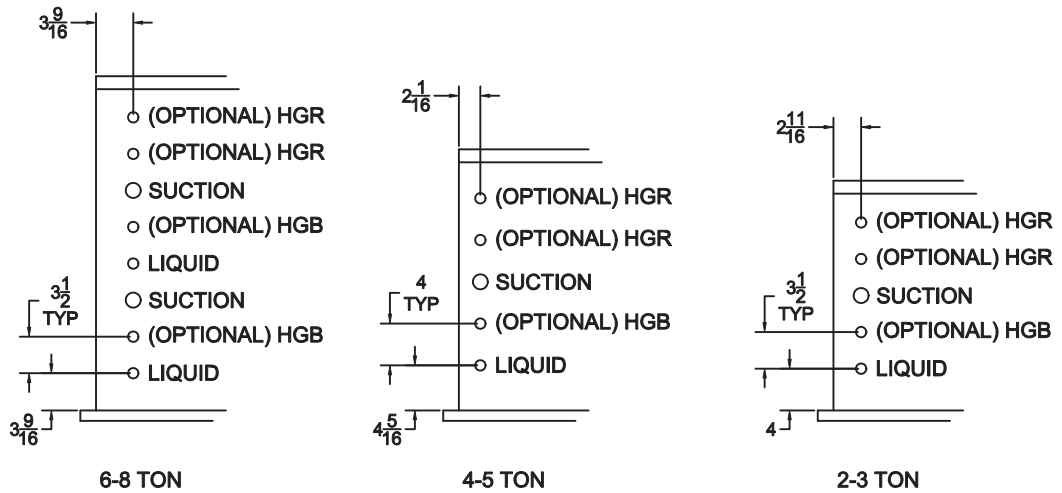 3 9/16
(OPTIONAL) HGR
(OPTIONAL) HGR
SUCTION
(OPTIONAL) HGB
LIQUID
SUCTION
(OPTIONAL) HGB
LIQUID
3 1/2
TYP
3 9/16
6-8 TON
2 1/16
(OPTIONAL) HGR
(OPTIONAL) HGR
SUCTION
(OPTIONAL) HGB
LIQUID
4
TYP
4 5/16
4-5 TON
2 11/16
(OPTIONAL) HGR
(OPTIONAL) HGR
SUCTION
(OPTIONAL) HGB
LIQUID
3 1/2
TYP
4
2-3 TON